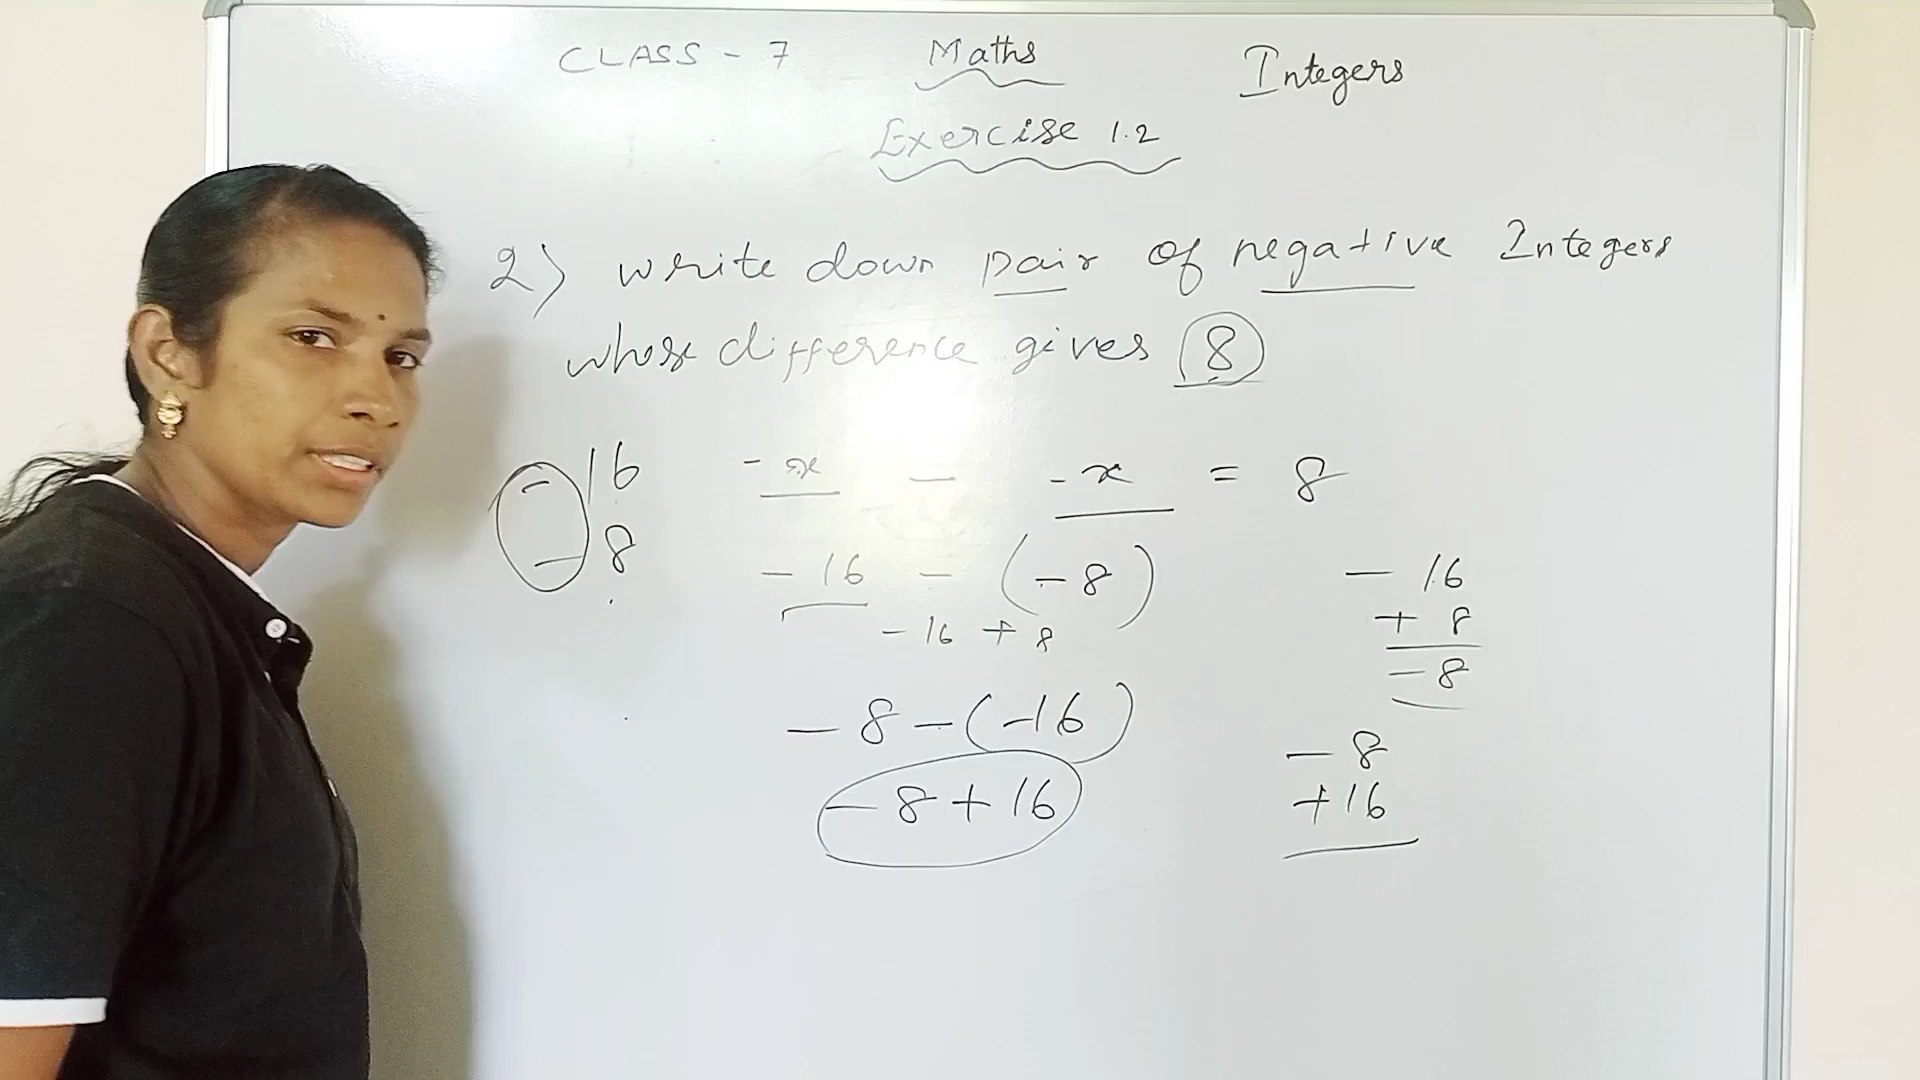 CLASS - 7 Maths Integers
Exercise 1.2
2) write down pair of negative Integers
whose difference gives 8
-16 - x - - x = 8
- 8
- 16 - (- 8)
- 16 + 8
- 16
+ 8
- 8
- 8 - (-16)
- 8 + 16
- 8
+16